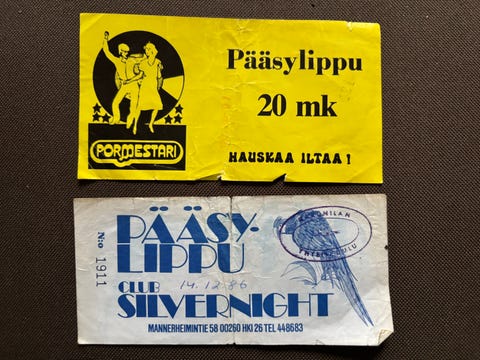 Pääsylippu
20 mk
PORMESTARI
HAUSKAA ILTAA!
PÄÄSY-
LIPPU
N:o 1911
CLUB
14.12.86
SILVERNIGHT
MANNERHEIMINTIE 58 00260 HKI 26 TEL 448683